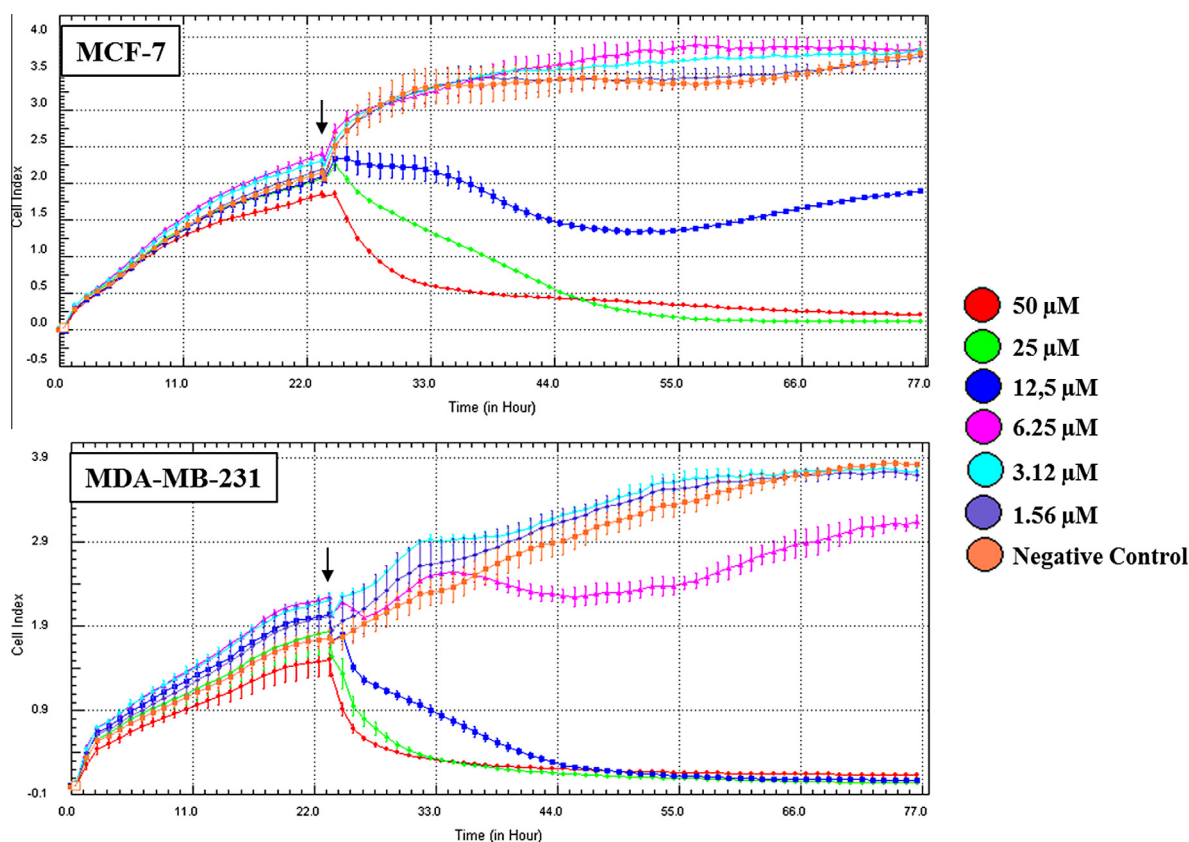 MCF-7
Cell Index
4.0
3.5
3.0
2.5
2.0
1.5
1.0
0.5
0.0
-0.5
0.0 11.0 22.0 33.0 44.0 55.0 66.0 77.0
Time (in Hour)
MDA-MB-231
Cell Index
3.9
2.9
1.9
0.9
-0.1
0.0 11.0 22.0 33.0 44.0 55.0 66.0 77.0
Time (in Hour)
50 µM
25 µM
12,5 µM
6.25 µM
3.12 µM
1.56 µM
Negative Control